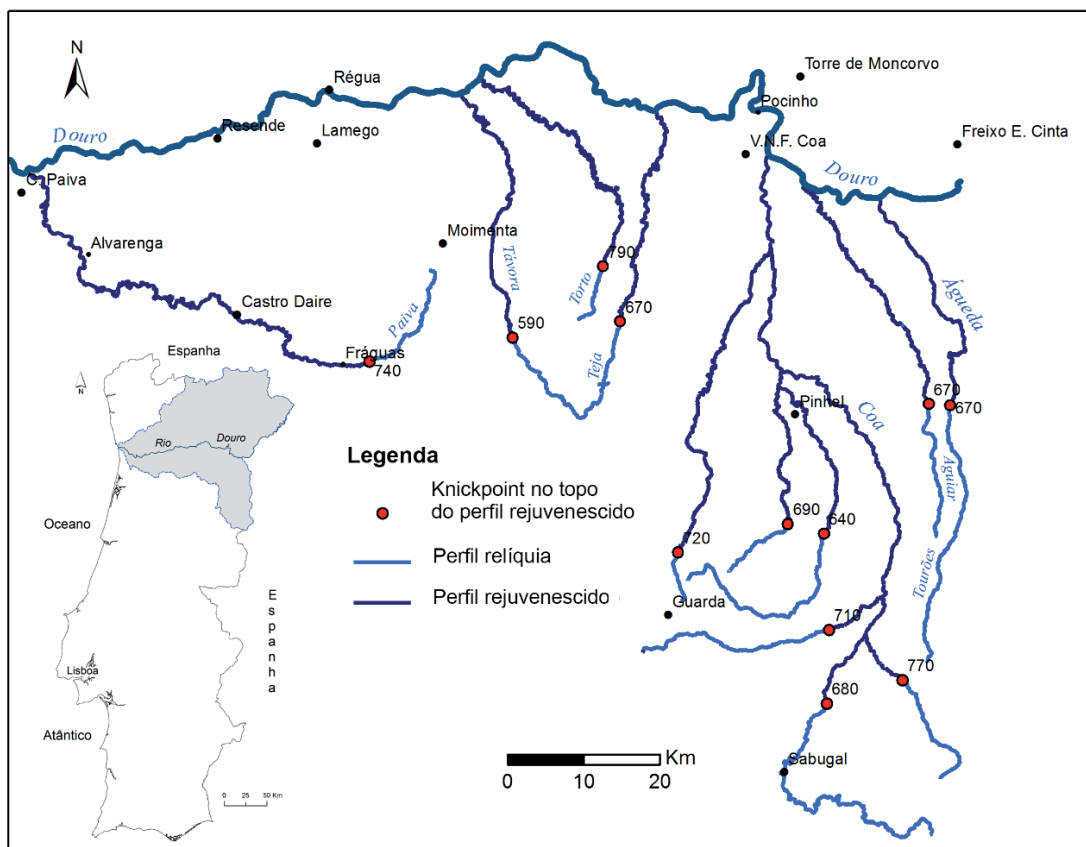 N
Torre de Moncorvo
Régua
Pocinho
Resende
Lamego
Douro
V.N.F. Coa
Freixo E. Cinta
Douro
C. Paiva
Moimenta
Alvarenga
Távora
790
Torto
Águeda
Castro Daire
Paiva
670
590
Fráguas
740
Teja
670
670
Pinhel
Coa
Aguiar
Espanha
N
Rio Douro
Legenda
Knickpoint no topo
do perfil rejuvenescido
Perfil relíquia
Perfil rejuvenescido
690
640
720
Tourões
Guarda
710
770
680
Sabugal
Oceano
Espanha
Lisboa
Atântico
0 25 50 Km
Km
0 10 20